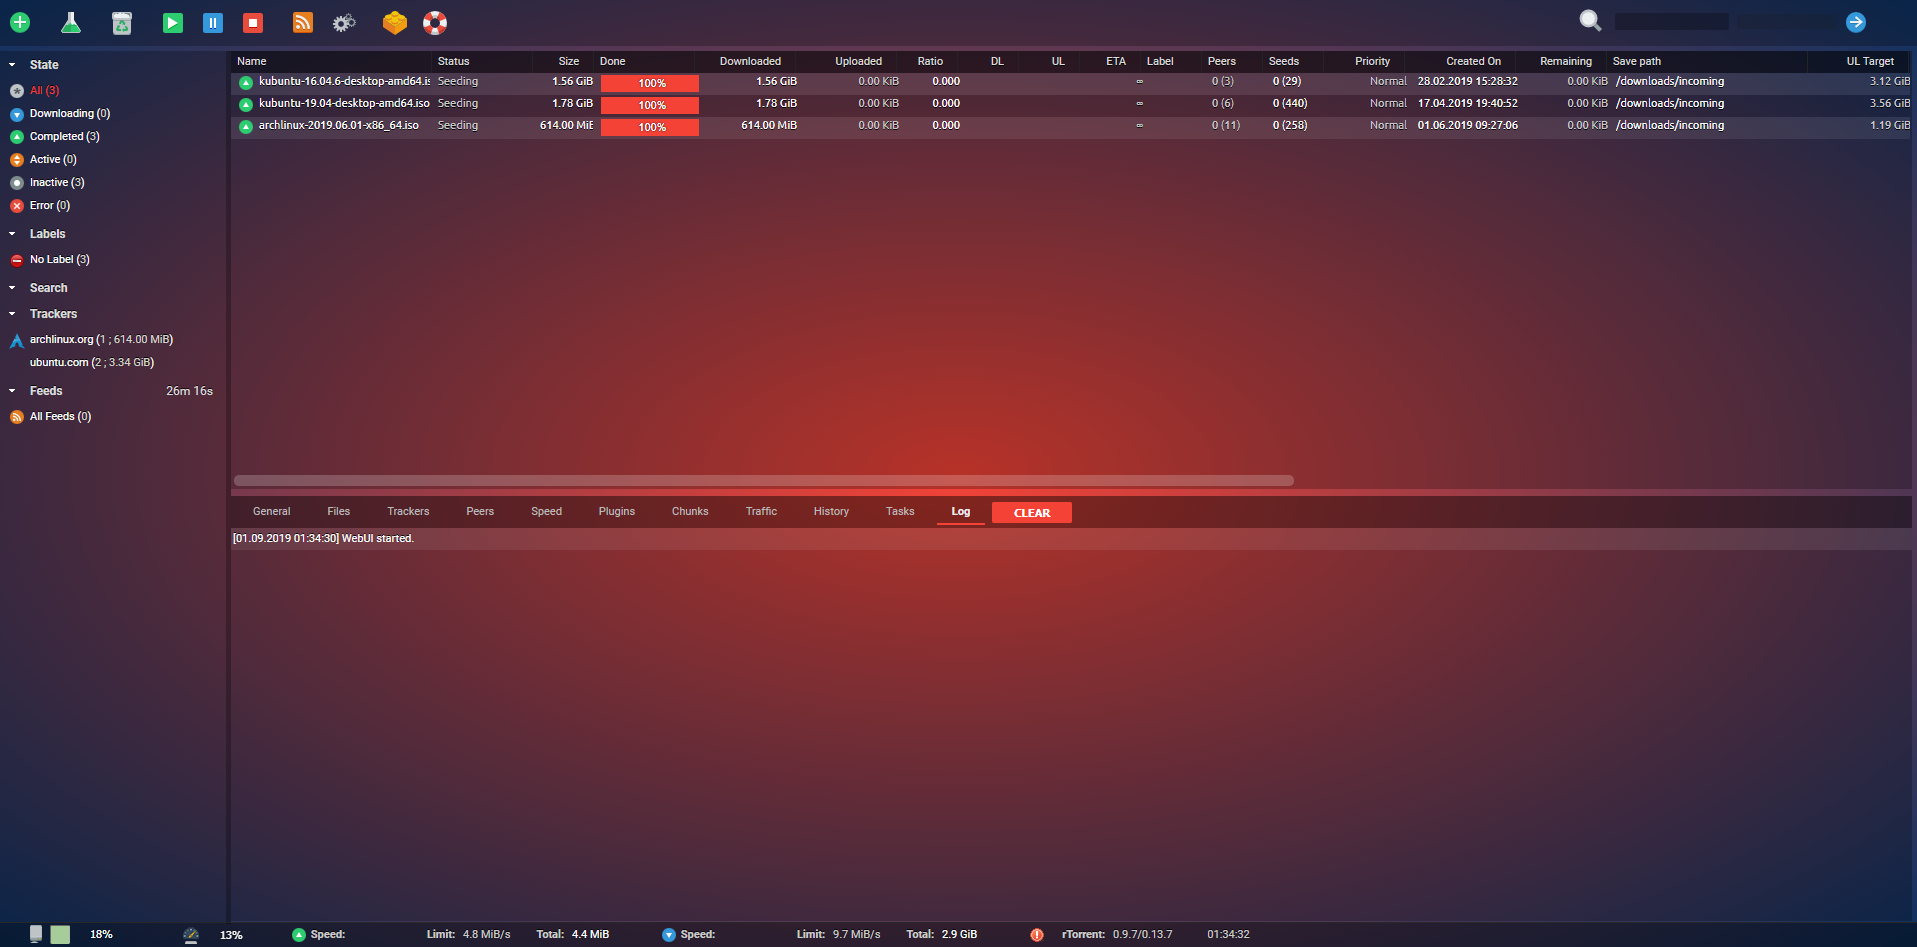 State
All (3)
Downloading (0)
Completed (3)
Active (0)
Inactive (3)
Error (0)
Labels
No Label (3)
Search
Trackers
archlinux.org (1 ; 614.00 MiB)
ubuntu.com (2 ; 3.34 GiB)
Feeds 26m 16s
All Feeds (0)
Name Status Size Done Downloaded Uploaded Ratio DL UL ETA Label Peers Seeds Priority Created On Remaining Save path UL Target
kubuntu-16.04.6-desktop-amd64.is Seeding 1.56 GiB 100% 1.56 GiB 0.00 KiB 0.000 ∞ 0 (3) 0 (29) Normal 28.02.2019 15:28:32 0.00 KiB /downloads/incoming 3.12 GiB
kubuntu-19.04-desktop-amd64.iso Seeding 1.78 GiB 100% 1.78 GiB 0.00 KiB 0.000 ∞ 0 (6) 0 (440) Normal 17.04.2019 19:40:52 0.00 KiB /downloads/incoming 3.56 GiB
archlinux-2019.06.01-x86_64.iso Seeding 614.00 MiB 100% 614.00 MiB 0.00 KiB 0.000 ∞ 0 (11) 0 (258) Normal 01.06.2019 09:27:06 0.00 KiB /downloads/incoming 1.19 GiB
General Files Trackers Peers Speed Plugins Chunks Traffic History Tasks Log CLEAR
[01.09.2019 01:34:30] WebUI started.
18% 13% Speed: Limit: 4.8 MiB/s Total: 4.4 MiB Speed: Limit: 9.7 MiB/s Total: 2.9 GiB rTorrent: 0.9.7/0.13.7 01:34:32